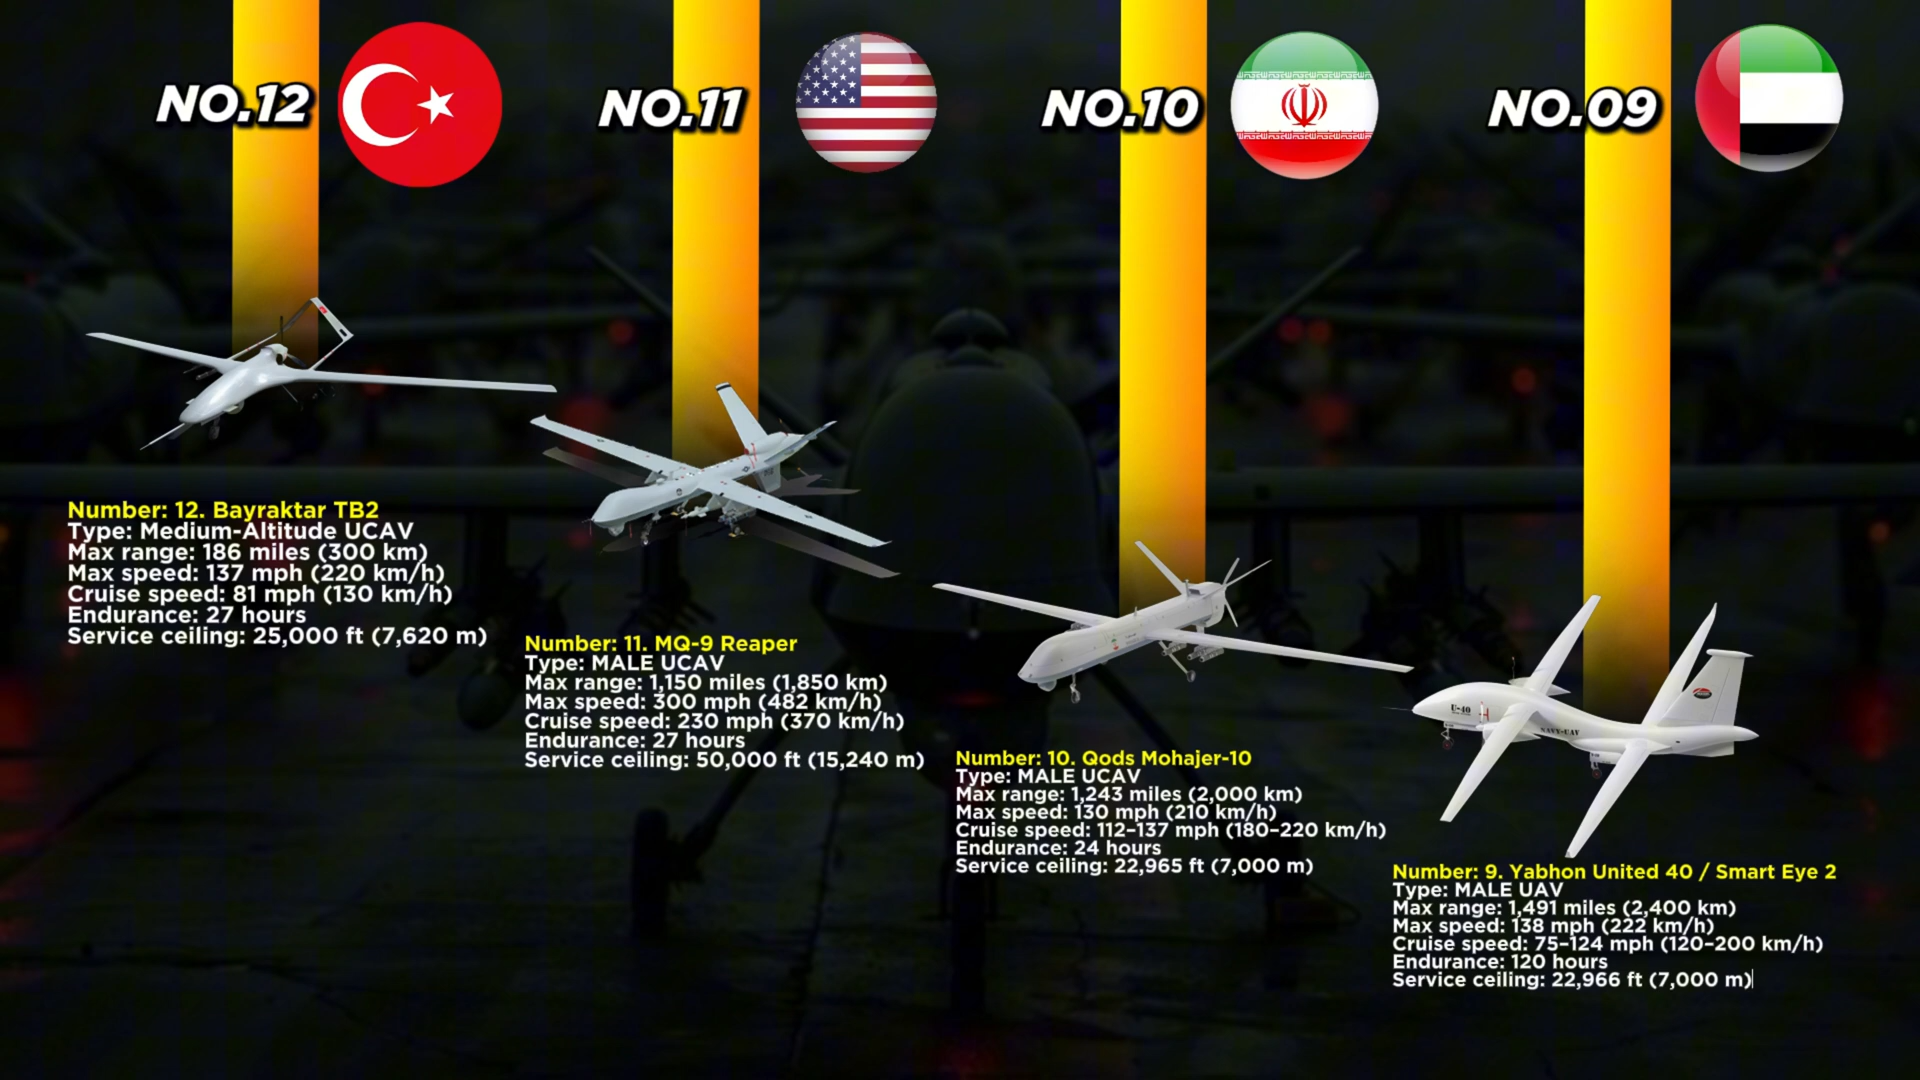 NO.12
NO.11
NO.10
NO.09
Number: 12. Bayraktar TB2
Type: Medium-Altitude UCAV
Max range: 186 miles (300 km)
Max speed: 137 mph (220 km/h)
Cruise speed: 81 mph (130 km/h)
Endurance: 27 hours
Service ceiling: 25,000 ft (7,620 m)
Number: 11. MQ-9 Reaper
Type: MALE UCAV
Max range: 1,150 miles (1,850 km)
Max speed: 300 mph (482 km/h)
Cruise speed: 230 mph (370 km/h)
Endurance: 27 hours
Service ceiling: 50,000 ft (15,240 m)
Number: 10. Qods Mohajer-10
Type: MALE UCAV
Max range: 1,243 miles (2,000 km)
Max speed: 130 mph (210 km/h)
Cruise speed: 112–137 mph (180–220 km/h)
Endurance: 24 hours
Service ceiling: 22,965 ft (7,000 m)
U-40
NAVY-UAV
Number: 9. Yabhon United 40 / Smart Eye 2
Type: MALE UAV
Max range: 1,491 miles (2,400 km)
Max speed: 138 mph (222 km/h)
Cruise speed: 75–124 mph (120–200 km/h)
Endurance: 120 hours
Service ceiling: 22,966 ft (7,000 m)